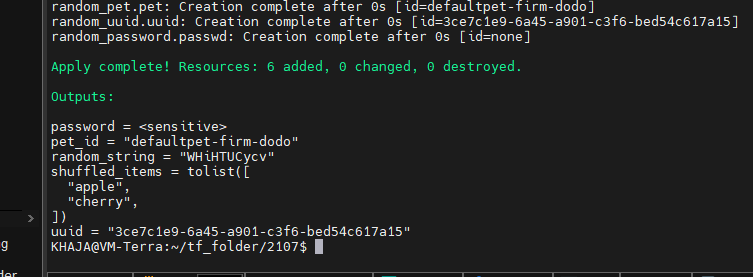 random_pet.pet: Creation complete after 0s [id=defaultpet-firm-dodo]
random_uuid.uuid: Creation complete after 0s [id=3ce7c1e9-6a45-a901-c3f6-bed54c617a15]
random_password.passwd: Creation complete after 0s [id=none]
Apply complete! Resources: 6 added, 0 changed, 0 destroyed.
Outputs:
password = <sensitive>
pet_id = "defaultpet-firm-dodo"
random_string = "WHiHTUCycv"
shuffled_items = tolist([
  "apple",
  "cherry",
])
uuid = "3ce7c1e9-6a45-a901-c3f6-bed54c617a15"
KHAJA@VM-Terra:~/tf_folder/2107$